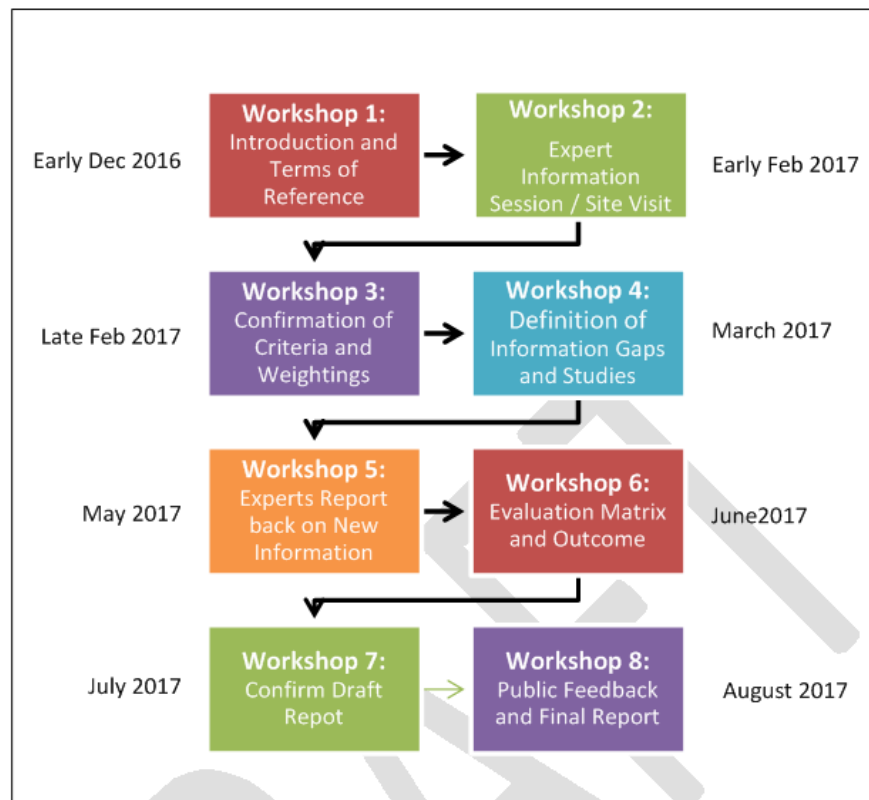 Early Dec 2016
Workshop 1:
Introduction and
Terms of
Reference
Workshop 2:
Expert
Information
Session / Site Visit
Early Feb 2017
Late Feb 2017
Workshop 3:
Confirmation of
Criteria and
Weightings
Workshop 4:
Definition of
Information Gaps
and Studies
March 2017
May 2017
Workshop 5:
Experts Report
back on New
Information
Workshop 6:
Evaluation Matrix
and Outcome
June2017
July 2017
Workshop 7:
Confirm Draft
Repot
Workshop 8:
Public Feedback
and Final Report
August 2017